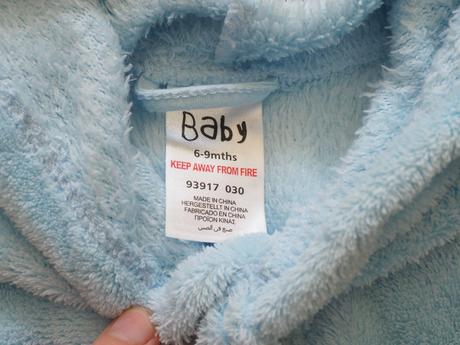 Baby
6-9mths
KEEP AWAY FROM FIRE
93917 030
MADE IN CHINA
HERGESTELLT IN CHINA
FABRICADO EN CHINA
ΠΡΟΪΟΝ ΚΙΝΑΣ
صنع في الصين